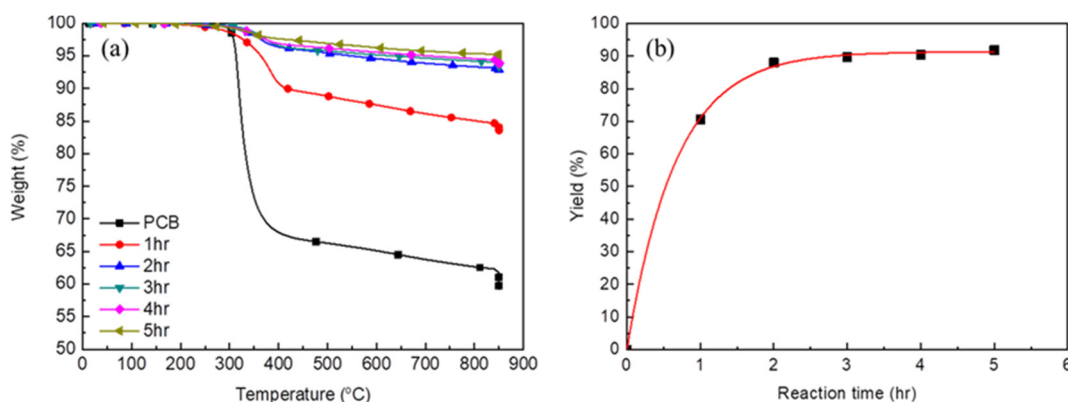 (a)
100
95
90
85
80
75
70
65
60
55
50
Weight (%)
PCB
1hr
2hr
3hr
4hr
5hr
0 100 200 300 400 500 600 700 800 900
Temperature (°C)
(b)
100
90
80
70
60
50
40
30
20
10
0
Yield (%)
0 1 2 3 4 5 6
Reaction time (hr)